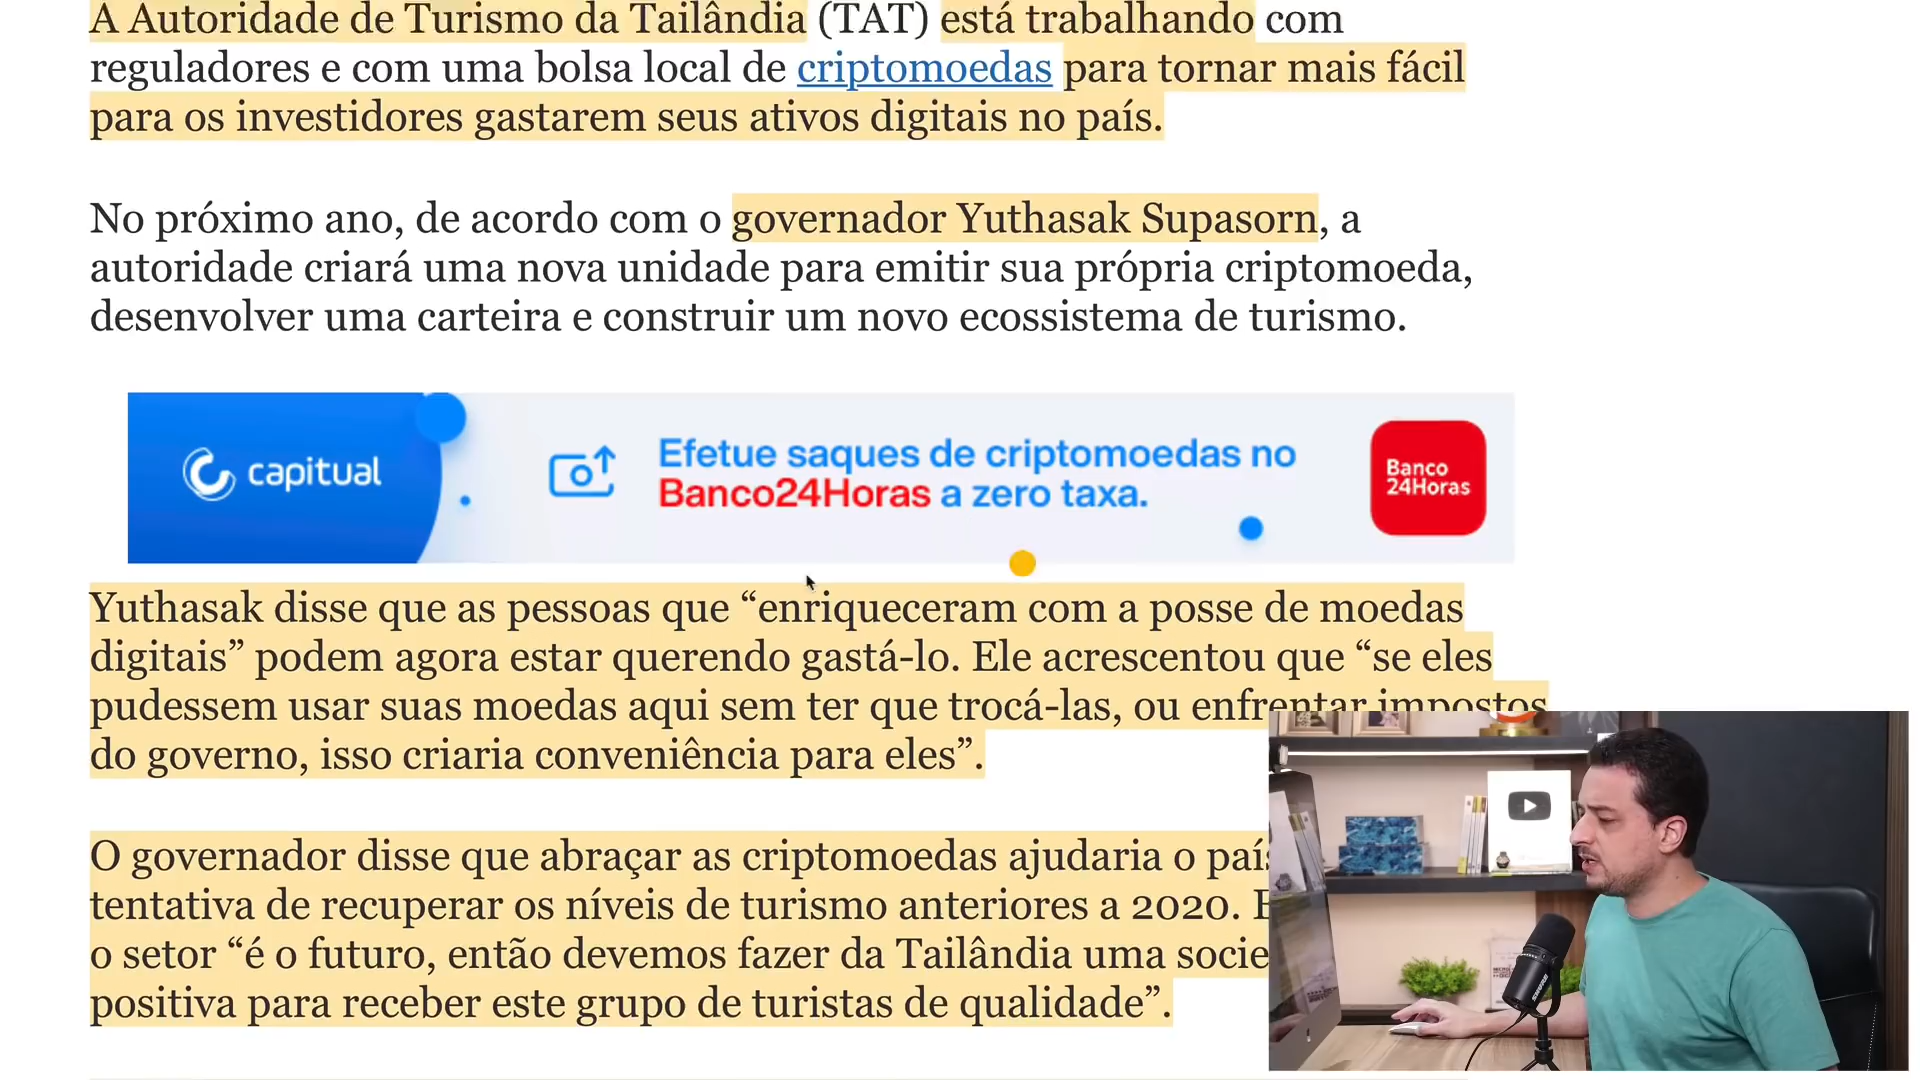 A Autoridade de Turismo da Tailândia (TAT) está trabalhando com
reguladores e com uma bolsa local de criptomoedas para tornar mais fácil
para os investidores gastarem seus ativos digitais no país.
No próximo ano, de acordo com o governador Yuthasak Supasorn, a
autoridade criará uma nova unidade para emitir sua própria criptomoeda,
desenvolver uma carteira e construir um novo ecossistema de turismo.
capitual
Efetue saques de criptomoedas no
Banco24Horas a zero taxa.
Banco
24Horas
Yuthasak disse que as pessoas que “enriqueceram com a posse de moedas
digitais” podem agora estar querendo gastá-lo. Ele acrescentou que “se eles
pudessem usar suas moedas aqui sem ter que trocá-las, ou enfrentar impostos
do governo, isso criaria conveniência para eles”.
O governador disse que abraçar as criptomoedas ajudaria o país
tentativa de recuperar os níveis de turismo anteriores a 2020.
o setor “é o futuro, então devemos fazer da Tailândia uma socie
positiva para receber este grupo de turistas de qualidade”.
SHURE